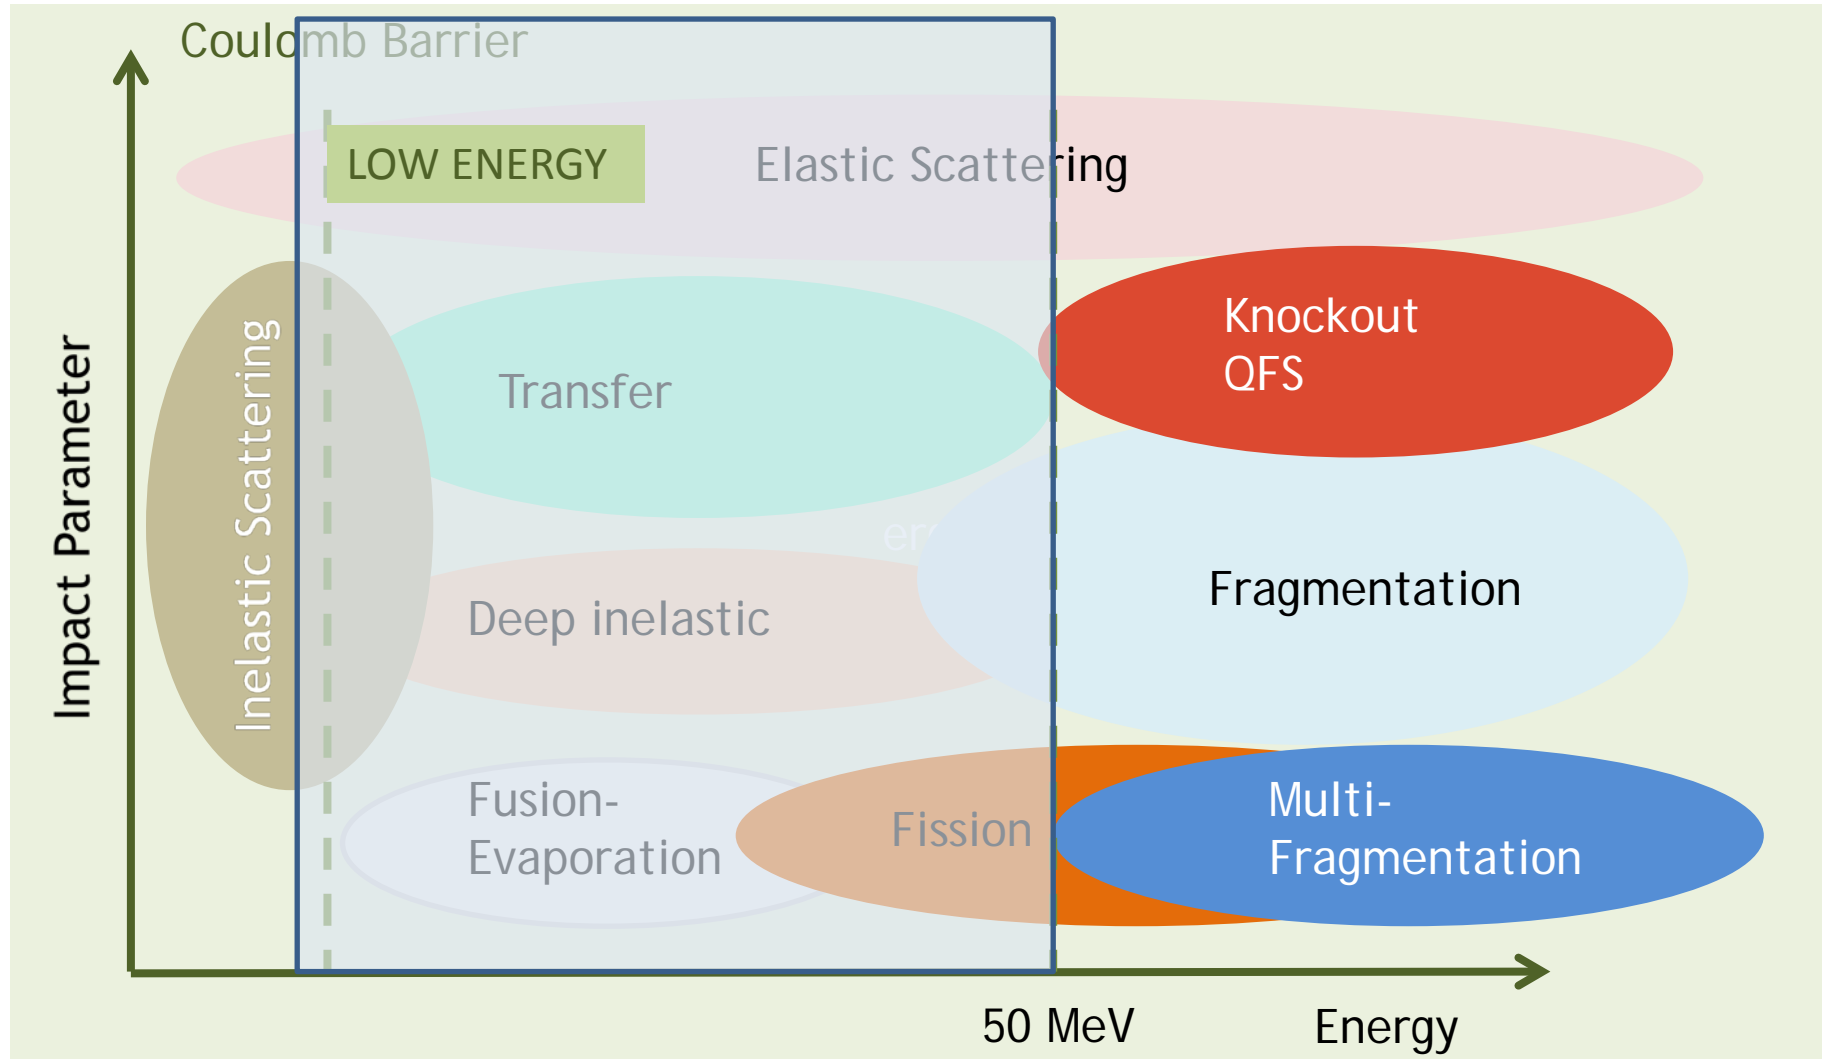 Coulomb Barrier
LOW ENERGY
Elastic Scattering
Knockout
QFS
Transfer
Inelastic Scattering
Impact Parameter
Fragmentation
Deep inelastic
Fusion-
Evaporation
Fission
Multi-
Fragmentation
50 MeV
Energy